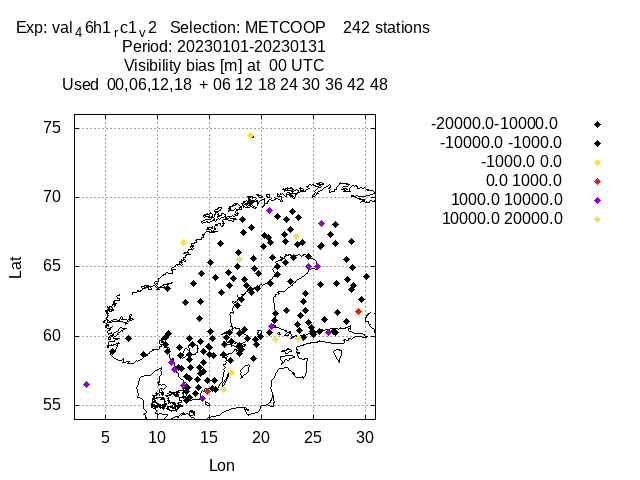 Exp: val₄6h1ᵣc1ᵥ2 Selection: METCOOP 242 stations
Period: 20230101-20230131
Visibility bias [m] at 00 UTC
Used 00,06,12,18 + 06 12 18 24 30 36 42 48
-20000.0-10000.0
-10000.0 -1000.0
-1000.0 0.0
0.0 1000.0
1000.0 10000.0
10000.0 20000.0
75
70
65
60
55
Lat
5 10 15 20 25 30
Lon